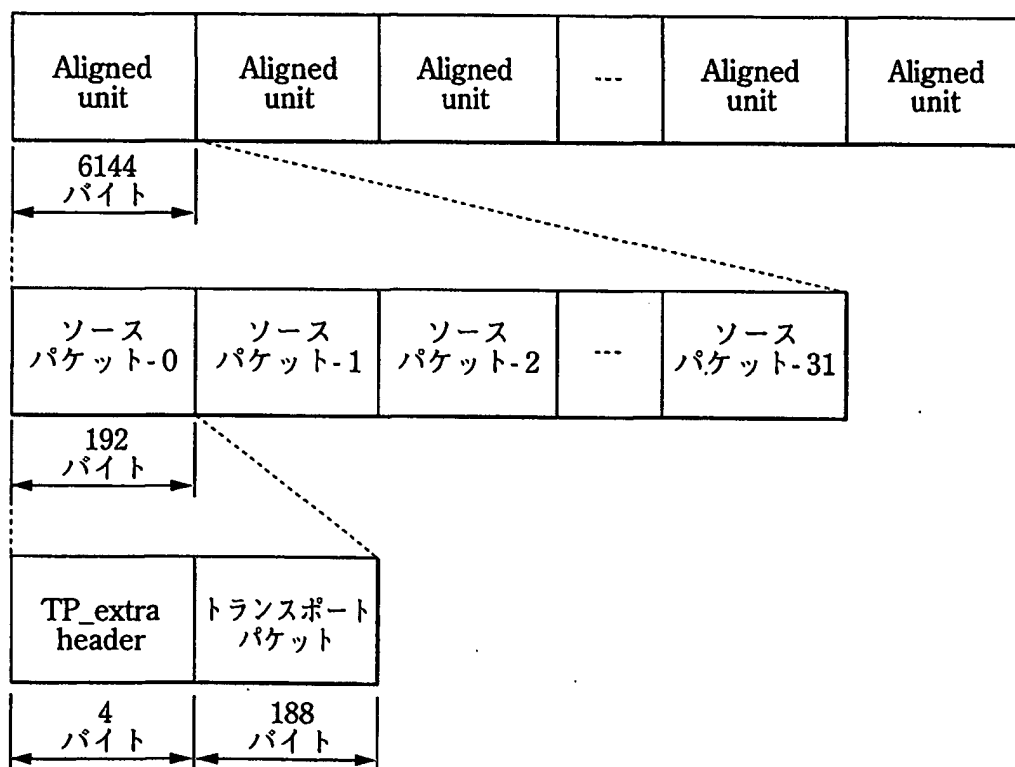 Aligned
unit
Aligned
unit
Aligned
unit
---
Aligned
unit
Aligned
unit
6144
バイト
ソース
パケット-0
ソース
パケット-1
ソース
パケット-2
---
ソース
パケット-31
192
バイト
TP_extra
header
トランスポート
パケット
4
バイト
188
バイト